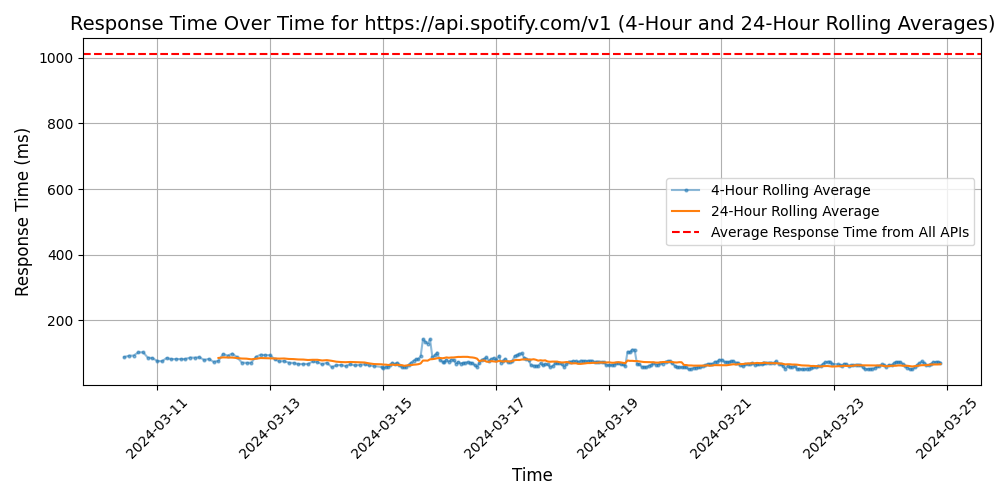 Response Time Over Time for https://api.spotify.com/v1 (4-Hour and 24-Hour Rolling Averages)
Response Time (ms)
1000
800
600
400
200
4-Hour Rolling Average
24-Hour Rolling Average
Average Response Time from All APIs
2024-03-11
2024-03-13
2024-03-15
2024-03-17
2024-03-19
2024-03-21
2024-03-23
2024-03-25
Time